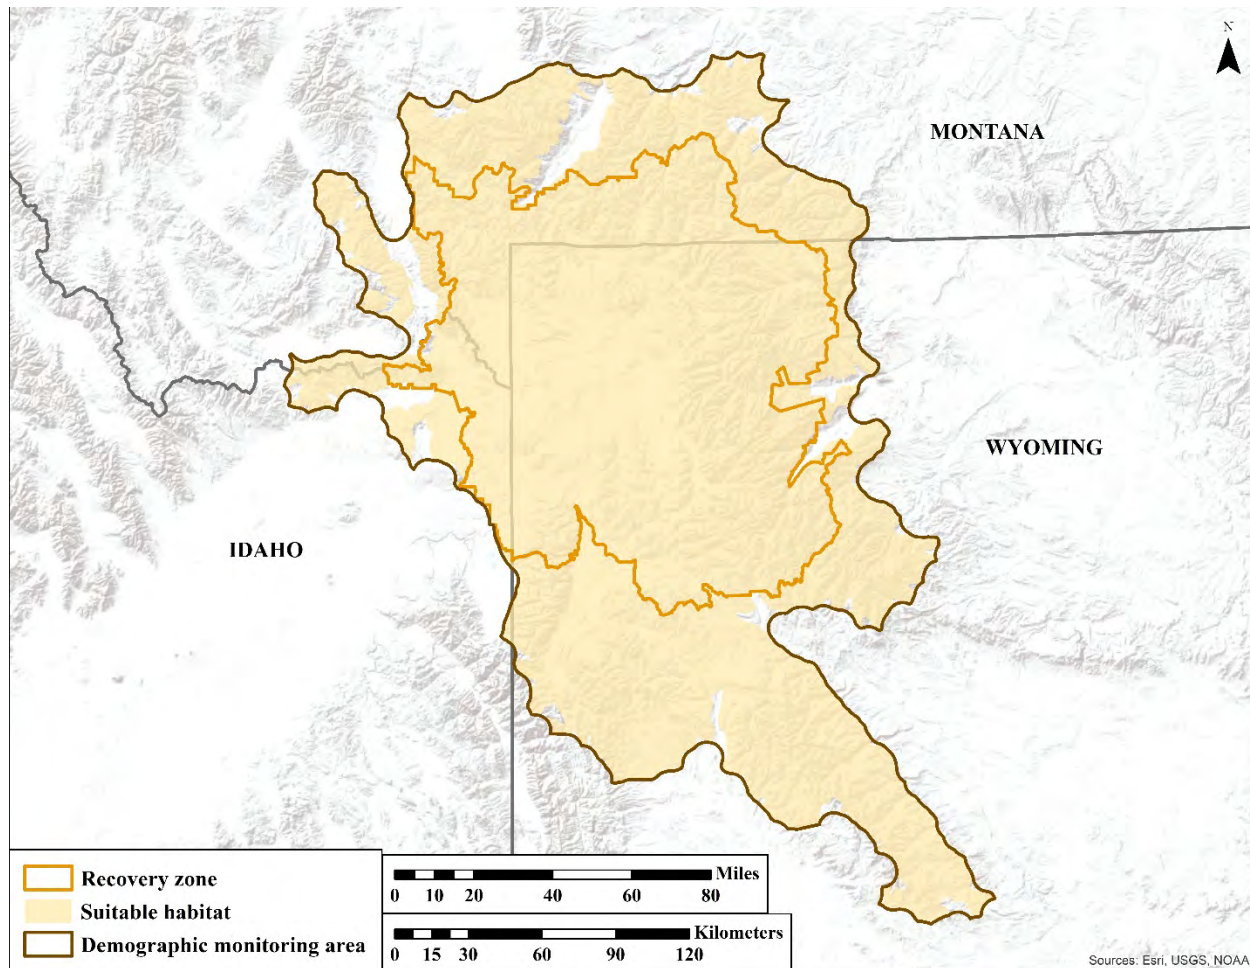 N
MONTANA
WYOMING
IDAHO
Recovery zone
Suitable habitat
Demographic monitoring area
Miles
0 10 20 40 60 80
Kilometers
0 15 30 60 90 120
Sources: Esri, USGS, NOAA